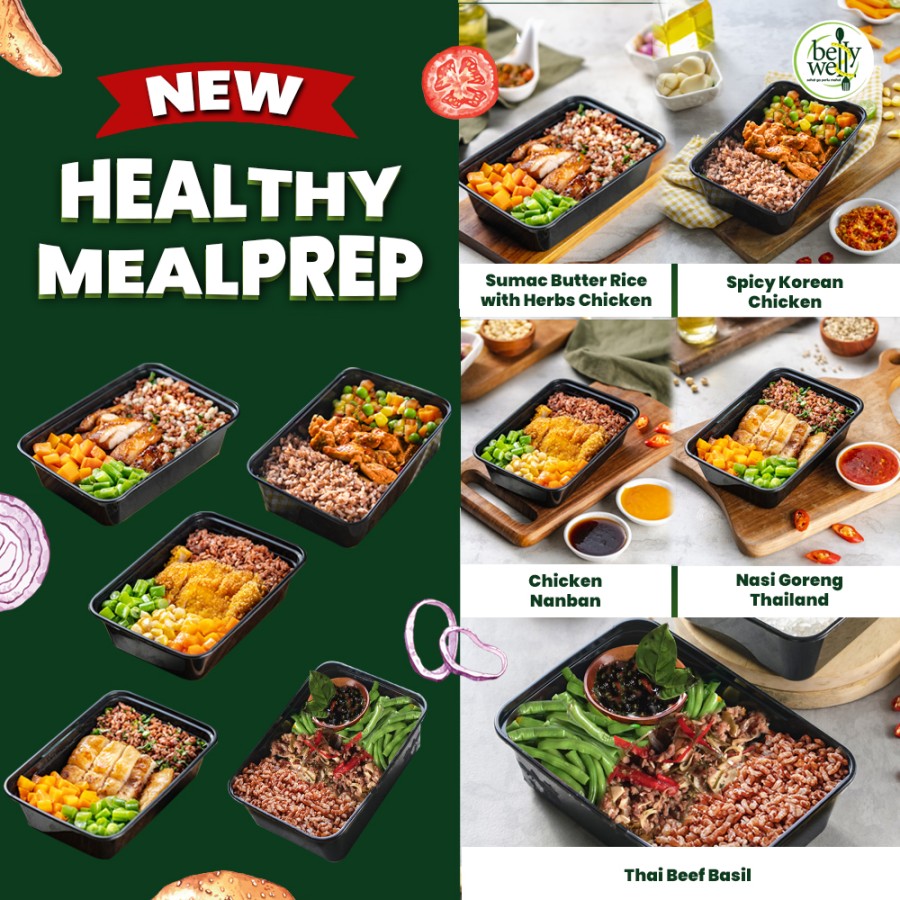 NEW
HEALTHY
MEALPREP
belly
well
Sumac Butter Rice
with Herbs Chicken
Spicy Korean
Chicken
Chicken
Nanban
Nasi Goreng
Thailand
Thai Beef Basil